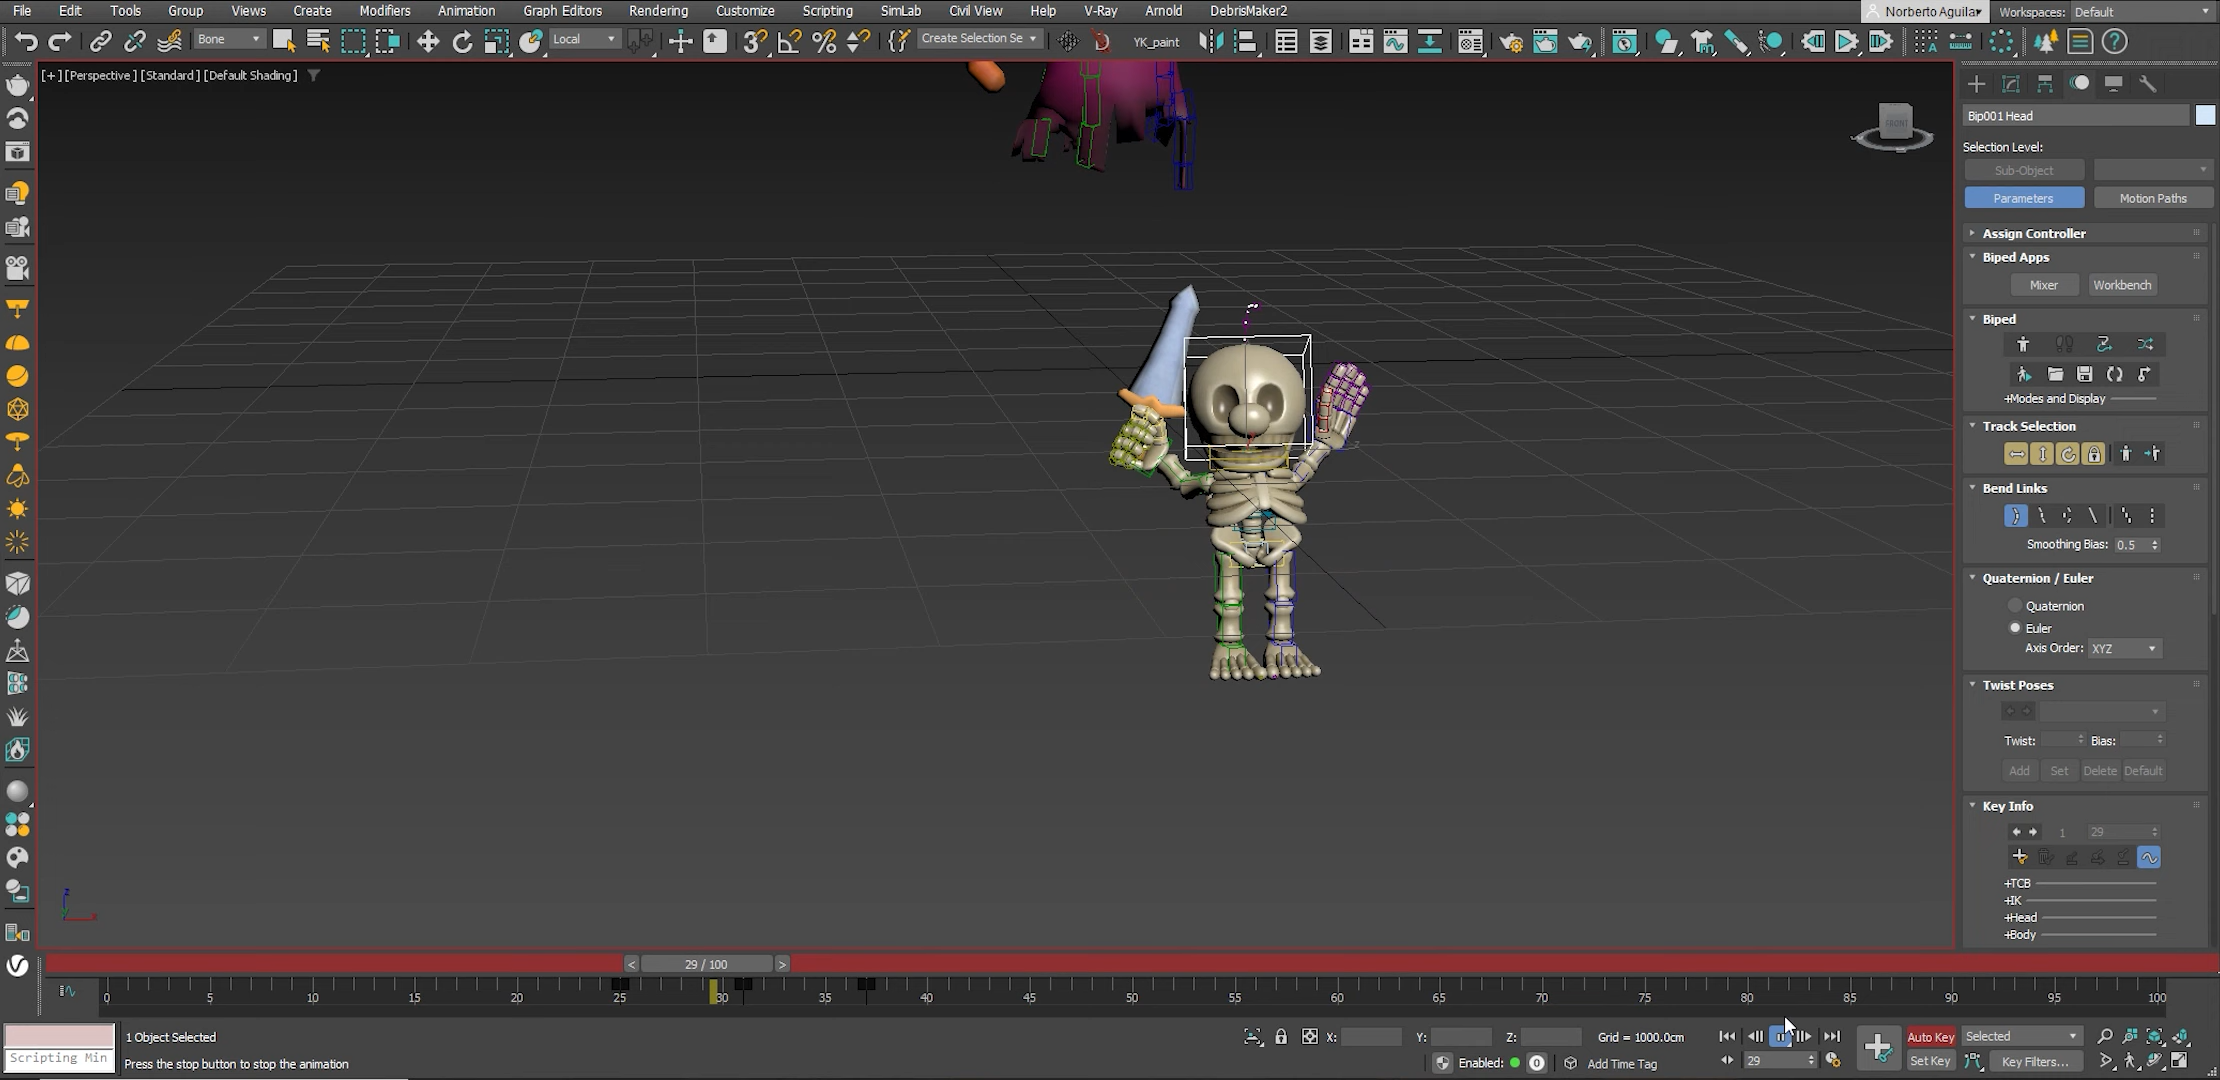 File Edit Tools Group Views Create Modifiers Animation Graph Editors Rendering Customize Scripting SimLab Civil View Help V-Ray Arnold DebrisMaker2
Norberto Aguilar
Workspaces: Default
Bone
Local
Create Selection Se
YK_paint
[+] [Perspective ] [Standard ] [Default Shading ]
FRONT
Bip001 Head
Selection Level:
Sub-Object
Parameters Motion Paths
Assign Controller
Biped Apps
Mixer Workbench
Biped
+Modes and Display
Track Selection
Bend Links
Smoothing Bias: 0.5
Quaternion / Euler
Quaternion
Euler
Axis Order: XYZ
Twist Poses
Twist: Bias:
Add Set Delete Default
Key Info
1 29
+TCB
+IK
+Head
+Body
z
x
< 29 / 100 >
0 5 10 15 20 25 30 35 40 45 50 55 60 65 70 75 80 85 90 95 100
1 Object Selected
X: Y: Z: Grid = 1000.0cm
Auto Key Selected
Scripting Min
Press the stop button to stop the animation
Enabled: 0 Add Time Tag
29
Set Key Key Filters...